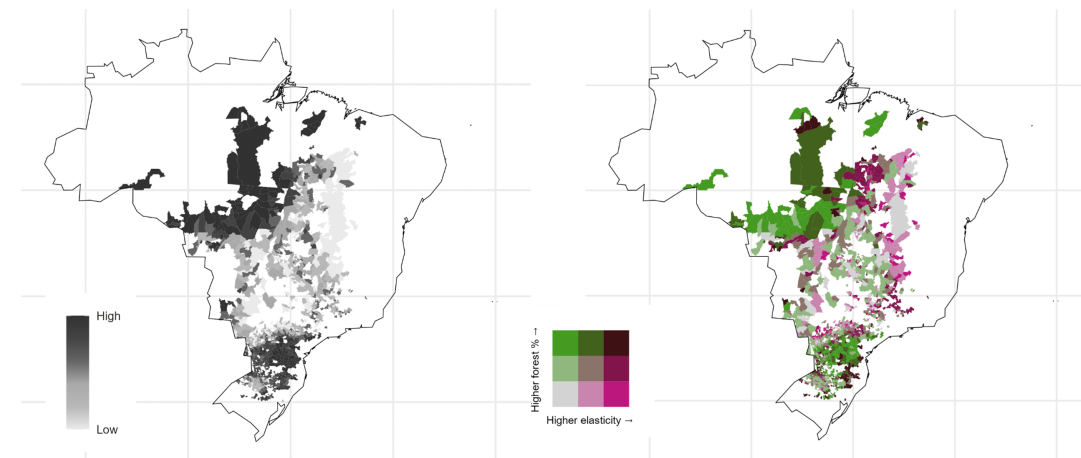 High
Low
Higher forest % →
Higher elasticity →